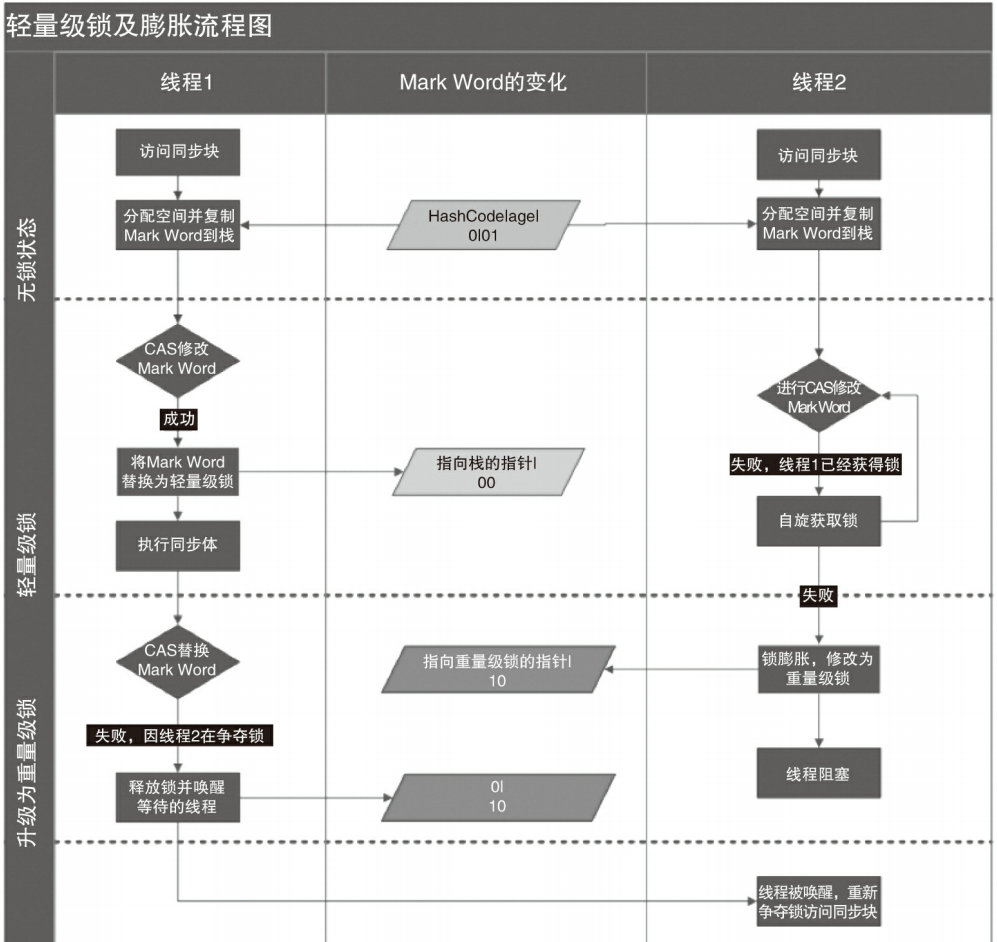 轻量级锁及膨胀流程图
线程1
Mark Word的变化
线程2
无锁状态
访问同步块
访问同步块
分配空间并复制
Mark Word到栈
HashCodelagel
0l01
分配空间并复制
Mark Word到栈
轻量级锁
CAS修改
Mark Word
成功
将Mark Word
替换为轻量级锁
指向栈的指针l
00
执行同步体
进行CAS修改
Mark Word
失败，线程1已经获得锁
自旋获取锁
失败
升级为重量级锁
CAS替换
Mark Word
失败，因线程2在争夺锁
释放锁并唤醒
等待的线程
指向重量级锁的指针l
10
0l
10
锁膨胀，修改为
重量级锁
线程阻塞
线程被唤醒，重新
争夺锁访问同步块